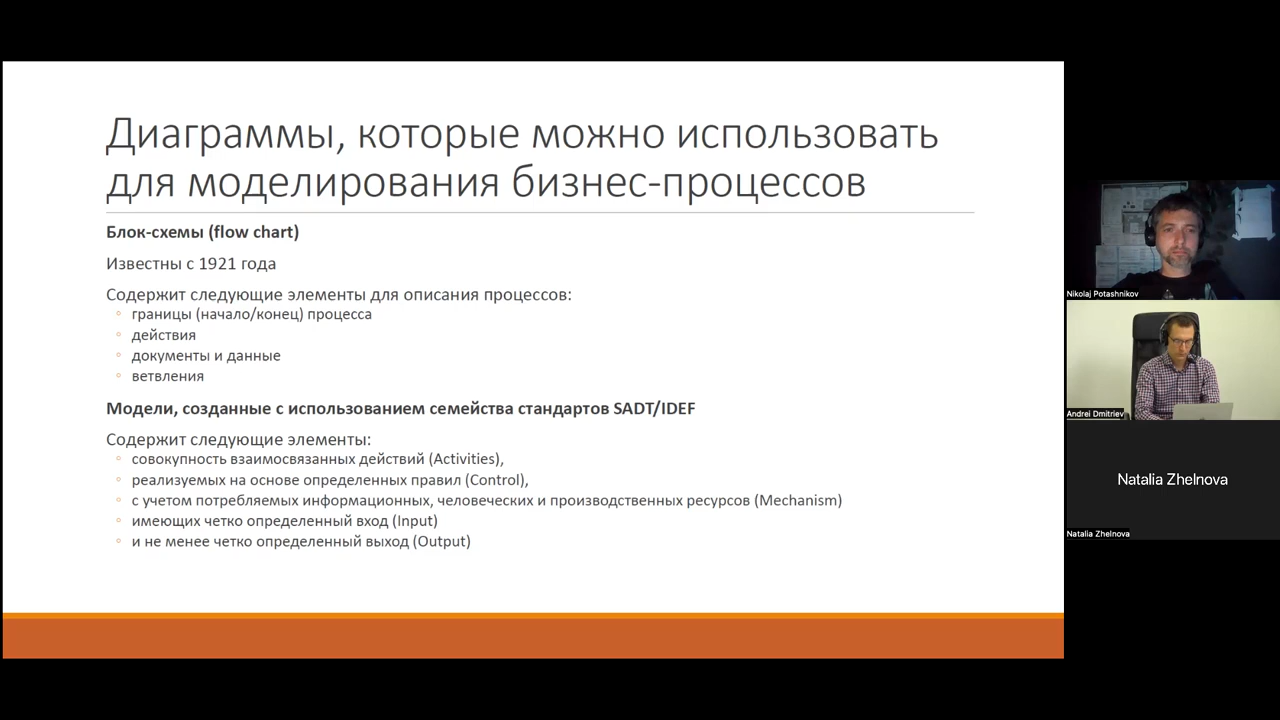 Диаграммы, которые можно использовать
для моделирования бизнес-процессов
Блок-схемы (flow chart)
Известны с 1921 года
Содержит следующие элементы для описания процессов:
границы (начало/конец) процесса
действия
документы и данные
ветвления
Модели, созданные с использованием семейства стандартов SADT/IDEF
Содержит следующие элементы:
совокупность взаимосвязанных действий (Activities),
реализуемых на основе определенных правил (Control),
с учетом потребляемых информационных, человеческих и производственных ресурсов (Mechanism)
имеющих четко определенный вход (Input)
и не менее четко определенный выход (Output)
Nikolaj Potashnikov
Andrei Dmitriev
Natalia Zhelnova
Natalia Zhelnova